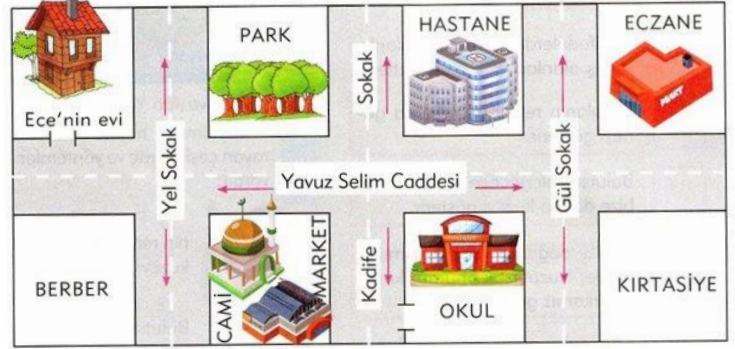 PARK
HASTANE
ECZANE
Ece'nin evi
Yel Sokak
Sokak
Gül Sokak
Yavuz Selim Caddesi
BERBER
CAMİ
MARKET
Kadife
OKUL
KIRTASİYE